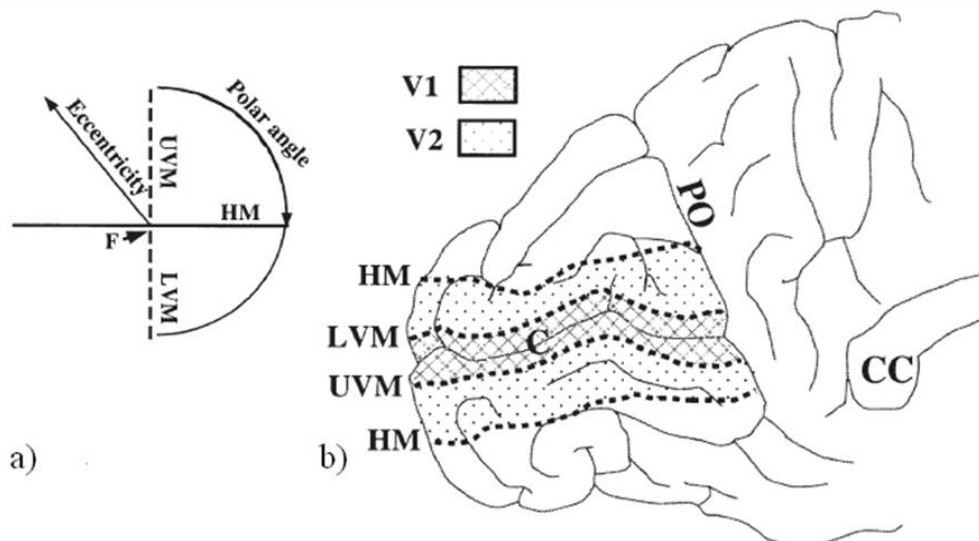 Eccentricity
UVM
Polar angle
HM
F
LVM
a)
V1
V2
PO
HM
LVM
C
UVM
CC
HM
b)